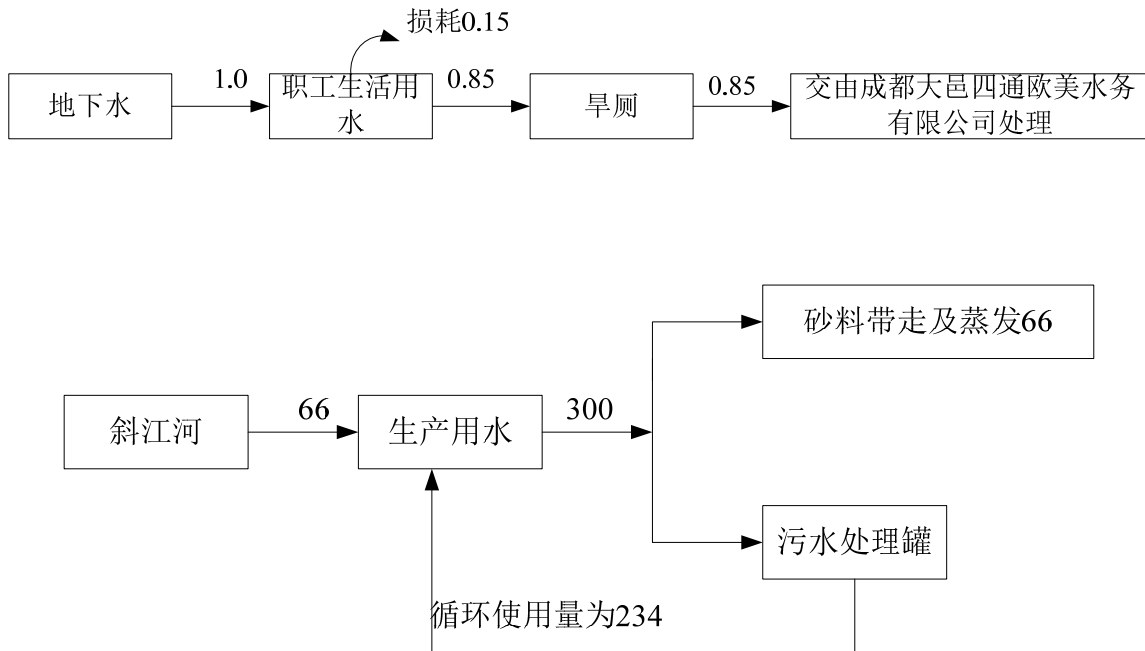 损耗0.15
地下水
1.0
职工生活用
水
0.85
旱厕
0.85
交由成都大邑四通欧美水务
有限公司处理
砂料带走及蒸发66
斜江河
66
生产用水
300
污水处理罐
循环使用量为234